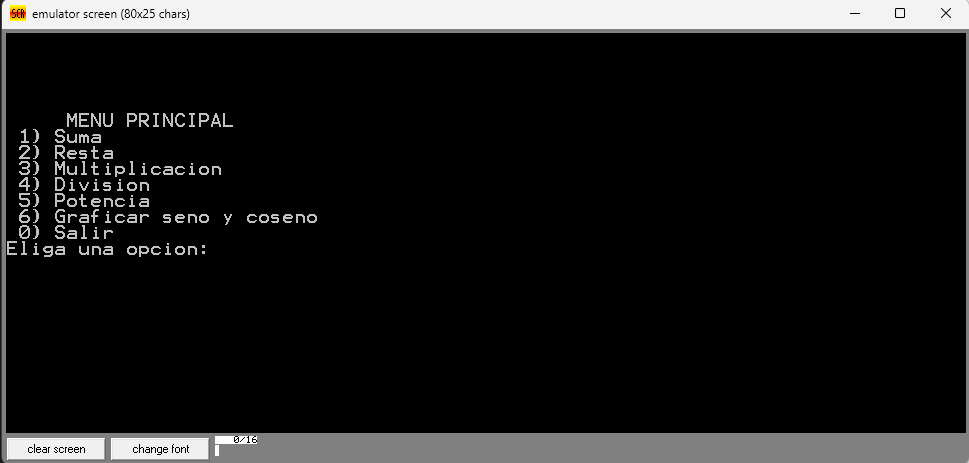 emulator screen (80x25 chars)
MENU PRINCIPAL
1) Suma
2) Resta
3) Multiplicacion
4) Division
5) Potencia
6) Graficar seno y coseno
0) Salir
Eliga una opcion:
clear screen
change font
0/16